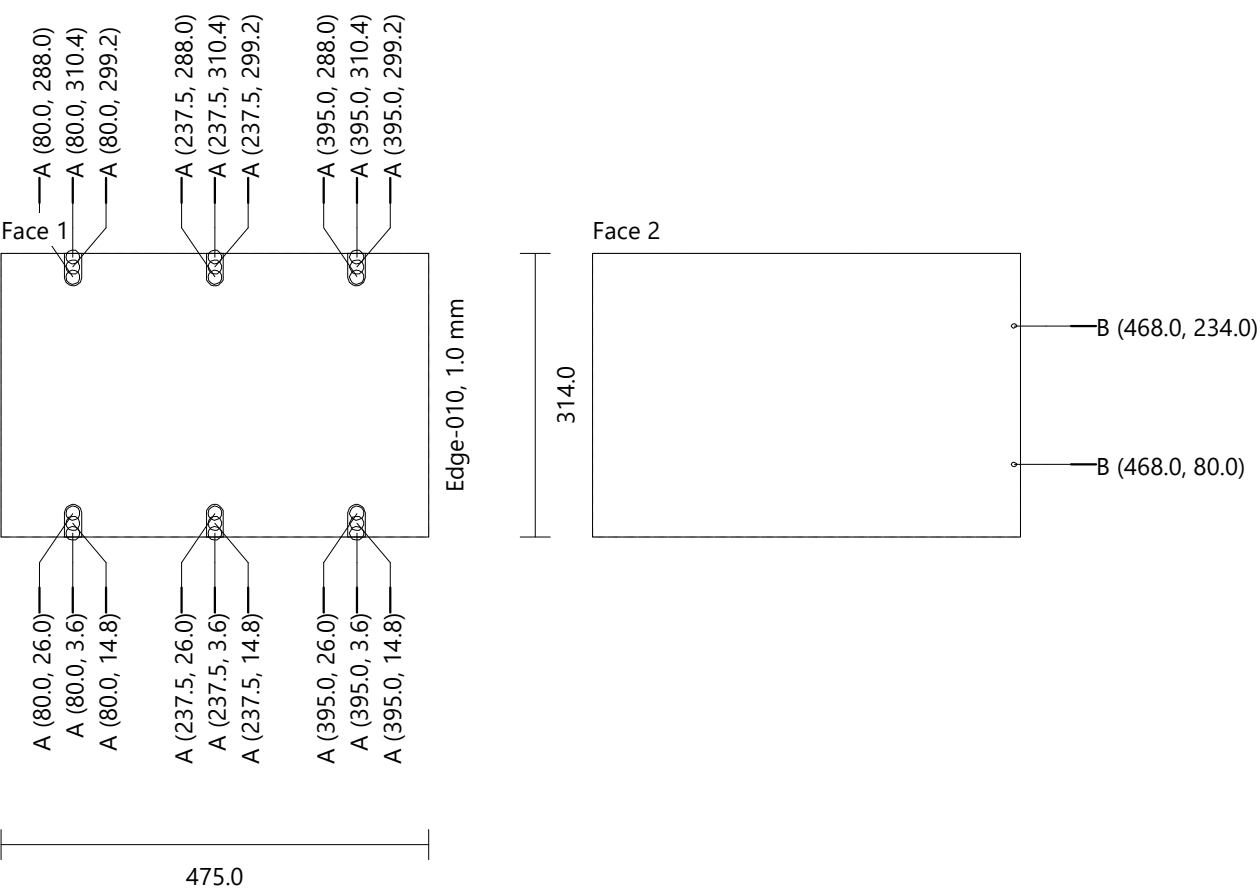 A (80.0, 288.0)
A (80.0, 310.4)
A (80.0, 299.2)
A (237.5, 288.0)
A (237.5, 310.4)
A (237.5, 299.2)
A (395.0, 288.0)
A (395.0, 310.4)
A (395.0, 299.2)
Face 1
Edge-010, 1.0 mm
314.0
Face 2
B (468.0, 234.0)
B (468.0, 80.0)
A (80.0, 26.0)
A (80.0, 3.6)
A (80.0, 14.8)
A (237.5, 26.0)
A (237.5, 3.6)
A (237.5, 14.8)
A (395.0, 26.0)
A (395.0, 3.6)
A (395.0, 14.8)
475.0